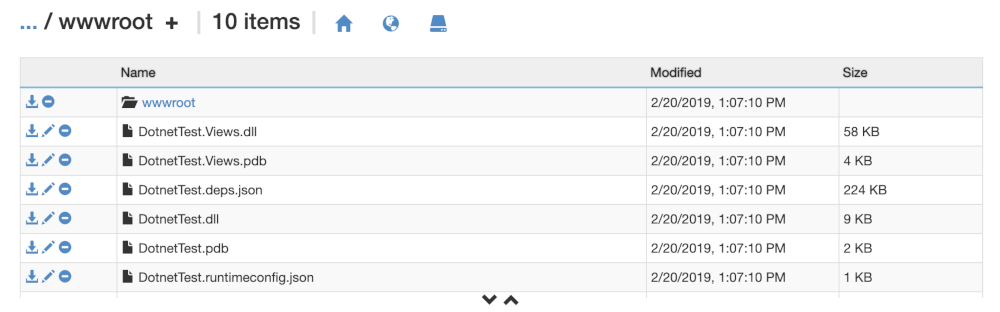 ... / wwwroot + | 10 items |
Name Modified Size
wwwroot 2/20/2019, 1:07:10 PM
DotnetTest.Views.dll 2/20/2019, 1:07:10 PM 58 KB
DotnetTest.Views.pdb 2/20/2019, 1:07:10 PM 4 KB
DotnetTest.deps.json 2/20/2019, 1:07:10 PM 224 KB
DotnetTest.dll 2/20/2019, 1:07:10 PM 9 KB
DotnetTest.pdb 2/20/2019, 1:07:10 PM 2 KB
DotnetTest.runtimeconfig.json 2/20/2019, 1:07:10 PM 1 KB